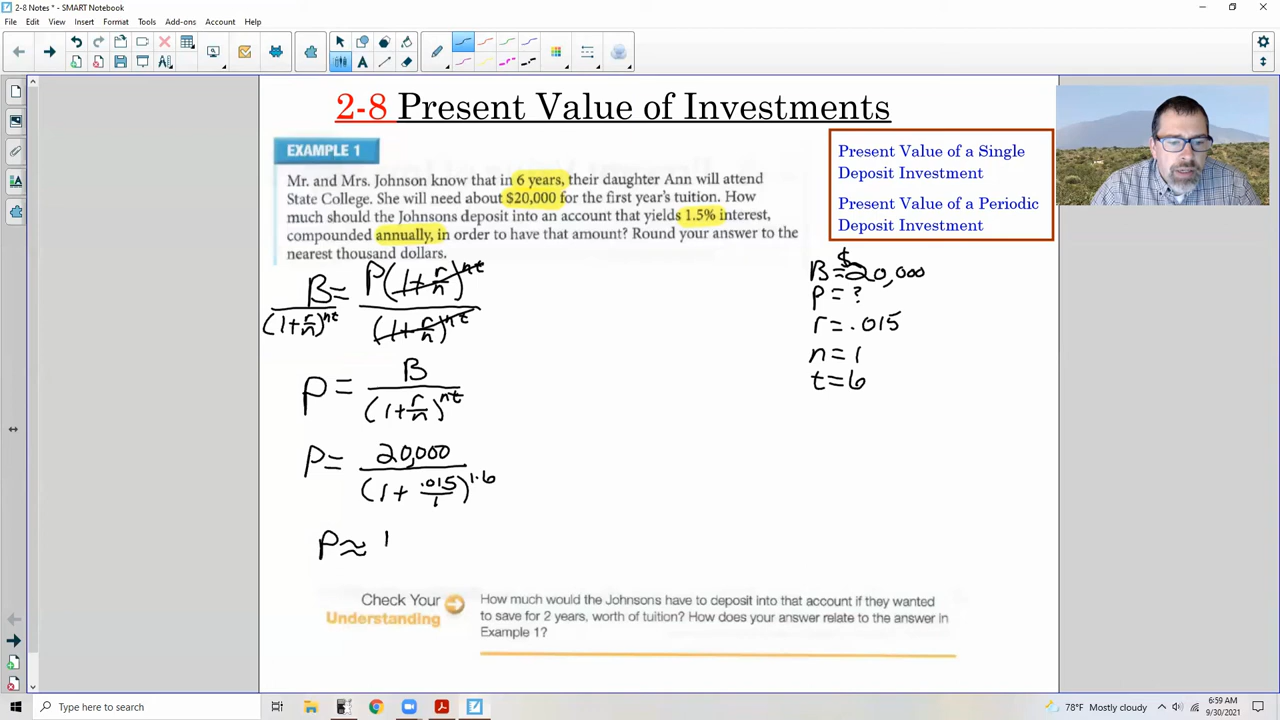 2-8 Notes * - SMART Notebook
File Edit View Insert Format Tools Add-ons Account Help
2-8 Present Value of Investments
EXAMPLE 1
Mr. and Mrs. Johnson know that in 6 years, their daughter Ann will attend
State College. She will need about $20,000 for the first year's tuition. How
much should the Johnsons deposit into an account that yields 1.5% interest,
compounded annually, in order to have that amount? Round your answer to the
nearest thousand dollars.
Present Value of a Single
Deposit Investment
Present Value of a Periodic
Deposit Investment
B = P(1+r/n)^nt
(1+r/n)^nt (1+r/n)^nt
P = B
(1+r/n)^nt
P = 20,000
(1 + .015/1)^1·6
P ≈ 1
B = $20,000
P = ?
r = .015
n = 1
t = 6
Check Your
Understanding
How much would the Johnsons have to deposit into that account if they wanted
to save for 2 years, worth of tuition? How does your answer relate to the answer in
Example 1?
Type here to search
78°F Mostly cloudy
6:59 AM
9/30/2021